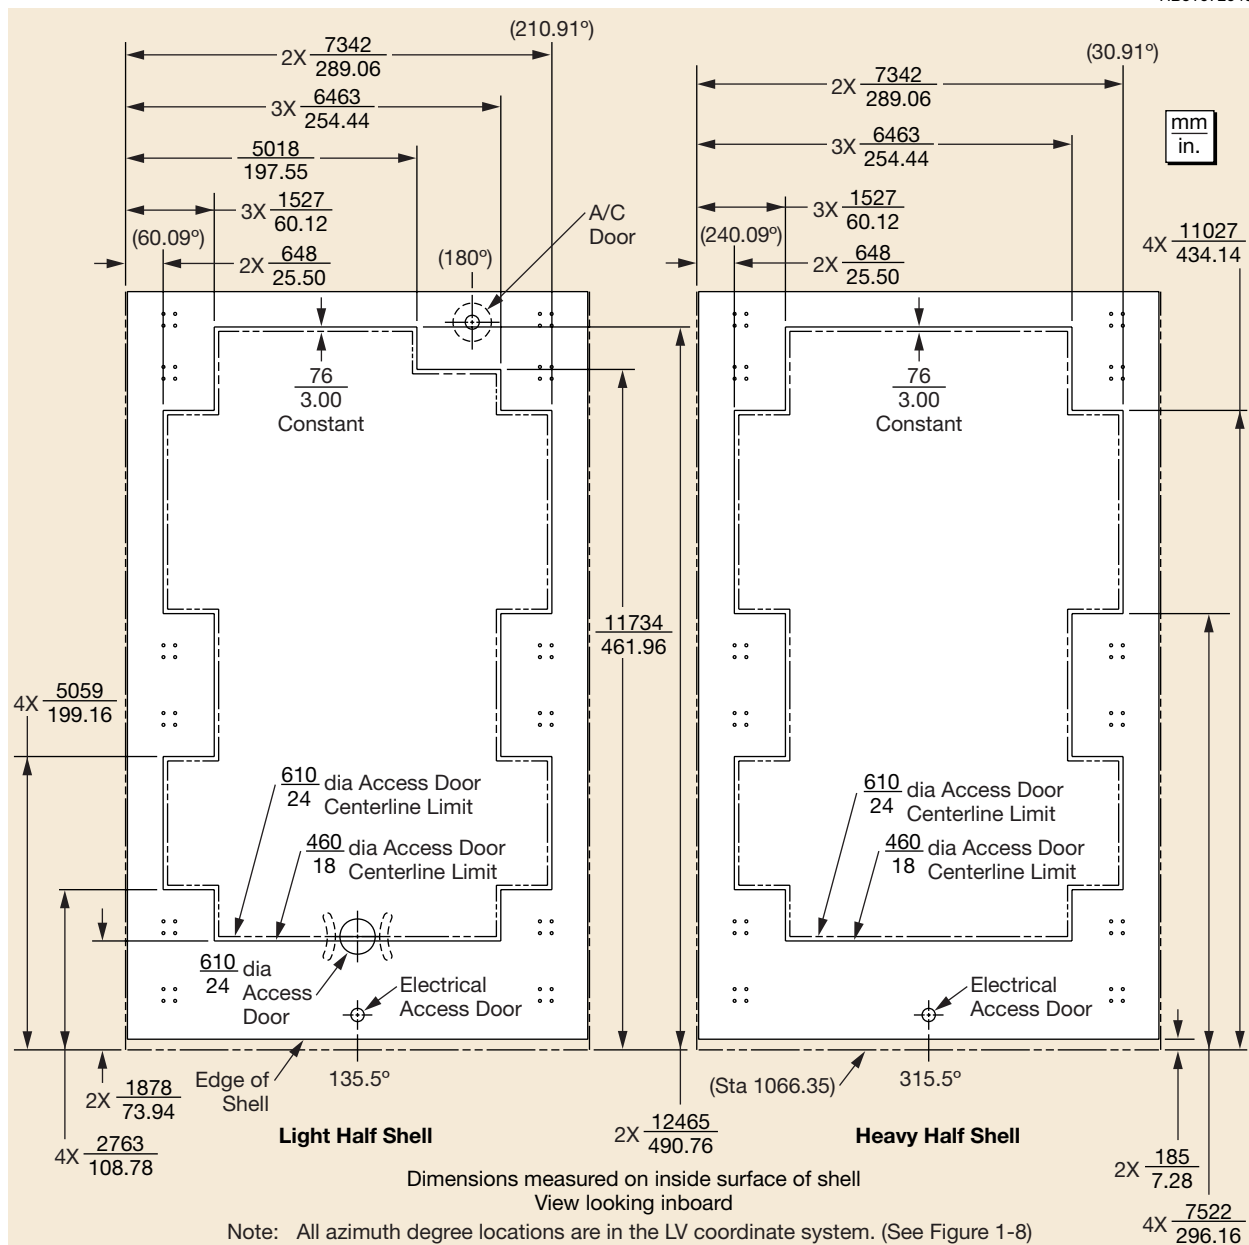 (210.91º)
2X 7342
289.06
3X 6463
254.44
5018
197.55
3X 1527
60.12
(60.09º)
2X 648
25.50
(180º)
A/C
Door
76
3.00
Constant
11734
461.96
4X 5059
199.16
610 dia Access Door
24 Centerline Limit
460 dia Access Door
18 Centerline Limit
610 dia
24 Access
Door
Electrical
Access Door
Edge of
Shell
135.5º
2X 1878
73.94
4X 2763
108.78
Light Half Shell
2X 12465
490.76
(30.91º)
2X 7342
289.06
mm
in.
3X 6463
254.44
3X 1527
60.12
(240.09º)
2X 648
25.50
4X 11027
434.14
76
3.00
Constant
610 dia Access Door
24 Centerline Limit
460 dia Access Door
18 Centerline Limit
Electrical
Access Door
(Sta 1066.35)
315.5º
Heavy Half Shell
2X 185
7.28
4X 7522
296.16
Dimensions measured on inside surface of shell
View looking inboard
Note: All azimuth degree locations are in the LV coordinate system. (See Figure 1-8)